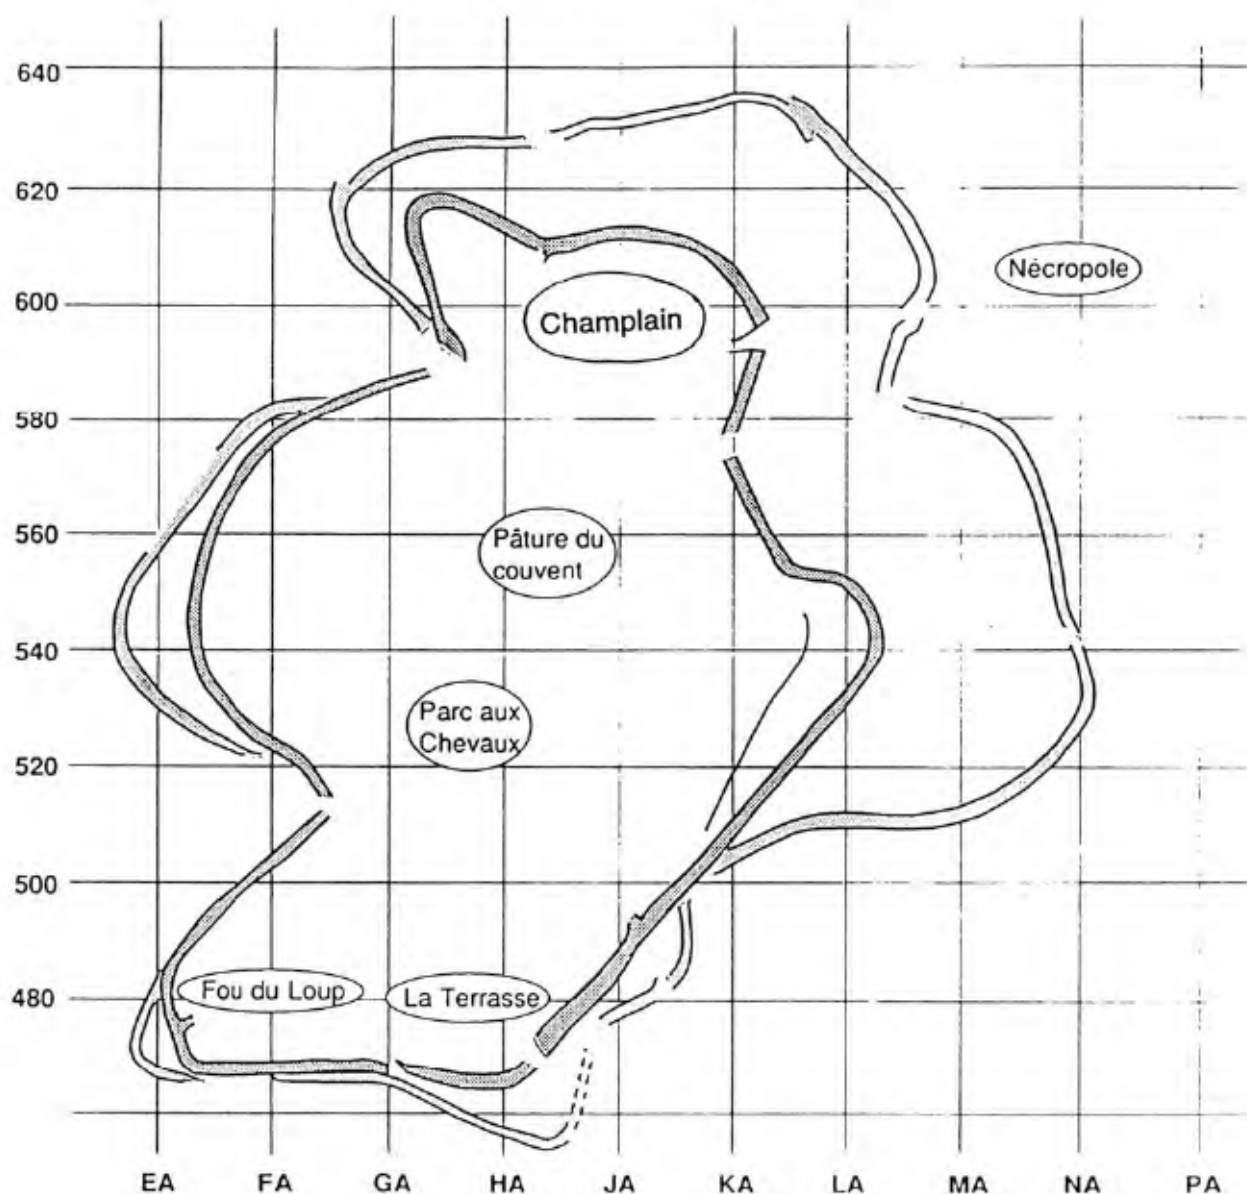 640
620
Nécropole
600
Champlain
580
560
Pâture du
couvent
540
Parc aux
Chevaux
520
500
Fou du Loup
La Terrasse
480
EA FA GA HA JA KA LA MA NA PA